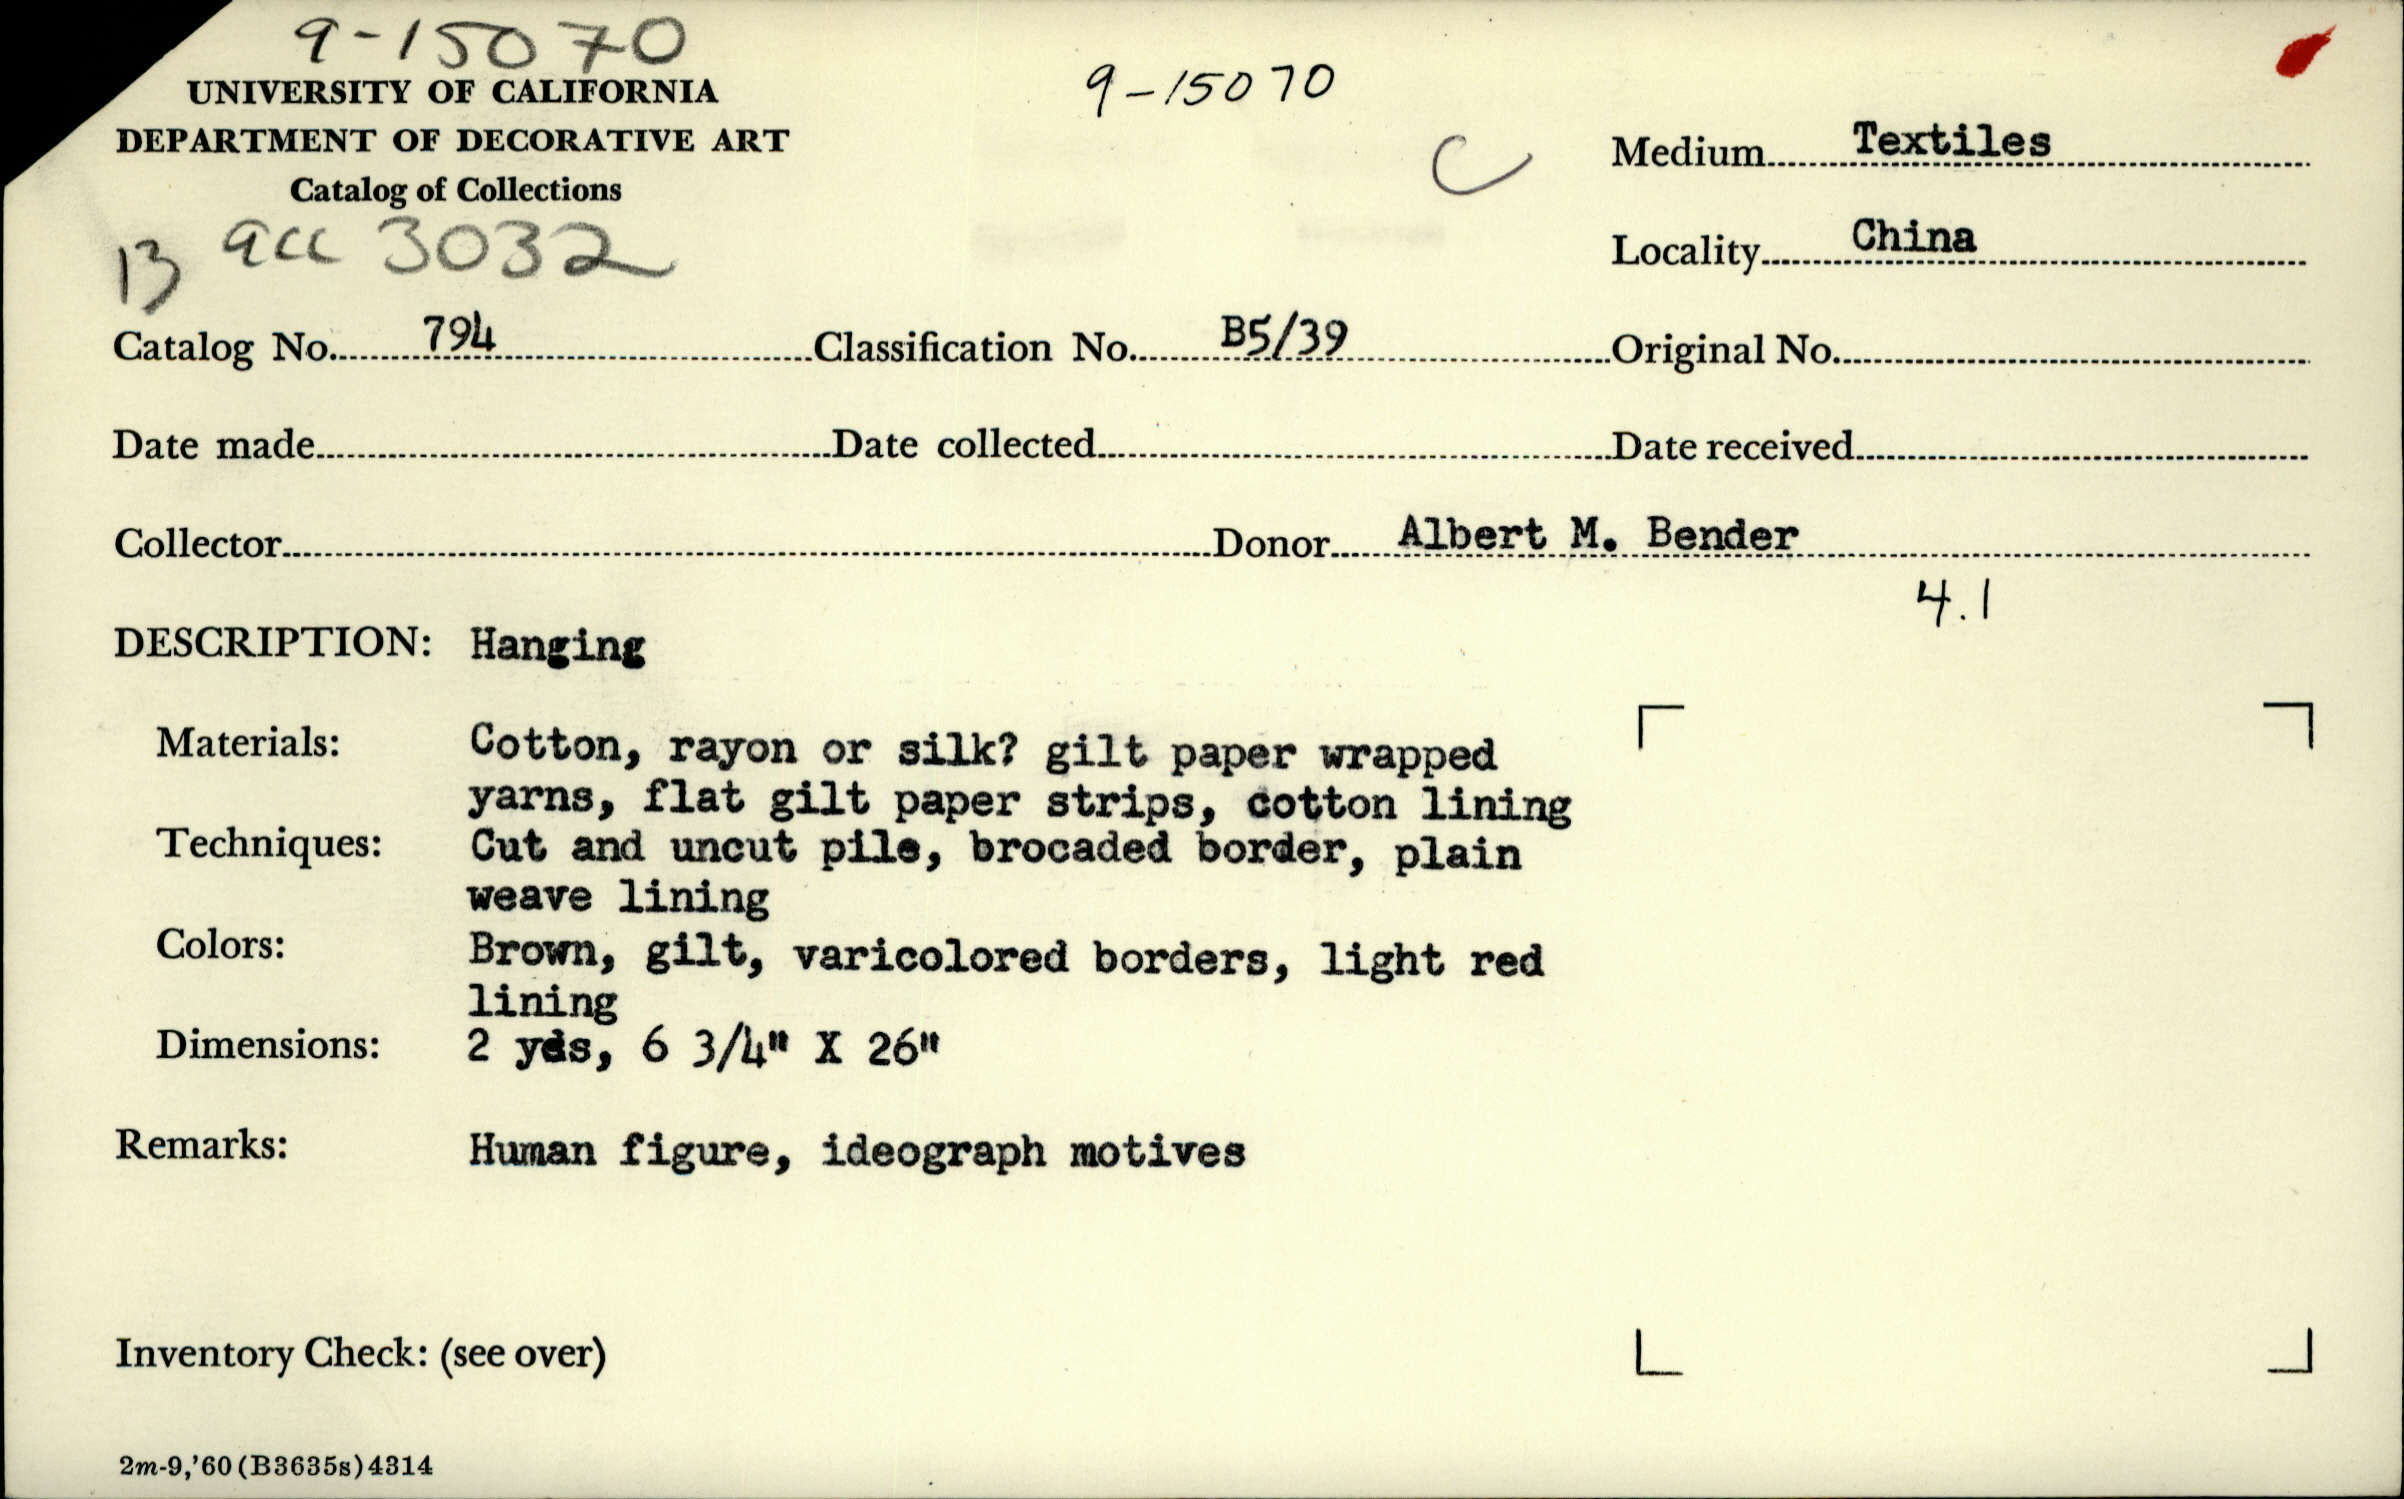 9-15070
UNIVERSITY OF CALIFORNIA
DEPARTMENT OF DECORATIVE ART
Catalog of Collections
B acc 3032
9-15070
C
Medium Textiles
Locality China
Catalog No. 794 Classification No. B5/39 Original No.
Date made Date collected Date received
Collector Donor Albert M. Bender
4.1
DESCRIPTION: Hanging
Materials: Cotton, rayon or silk? gilt paper wrapped
yarns, flat gilt paper strips, cotton lining
Techniques: Cut and uncut pile, brocaded border, plain
weave lining
Colors: Brown, gilt, varicolored borders, light red
lining
Dimensions: 2 yds, 6 3/4" X 26"
Remarks: Human figure, ideograph motives
Inventory Check: (see over)
2m-9,'60(B3635s)4314